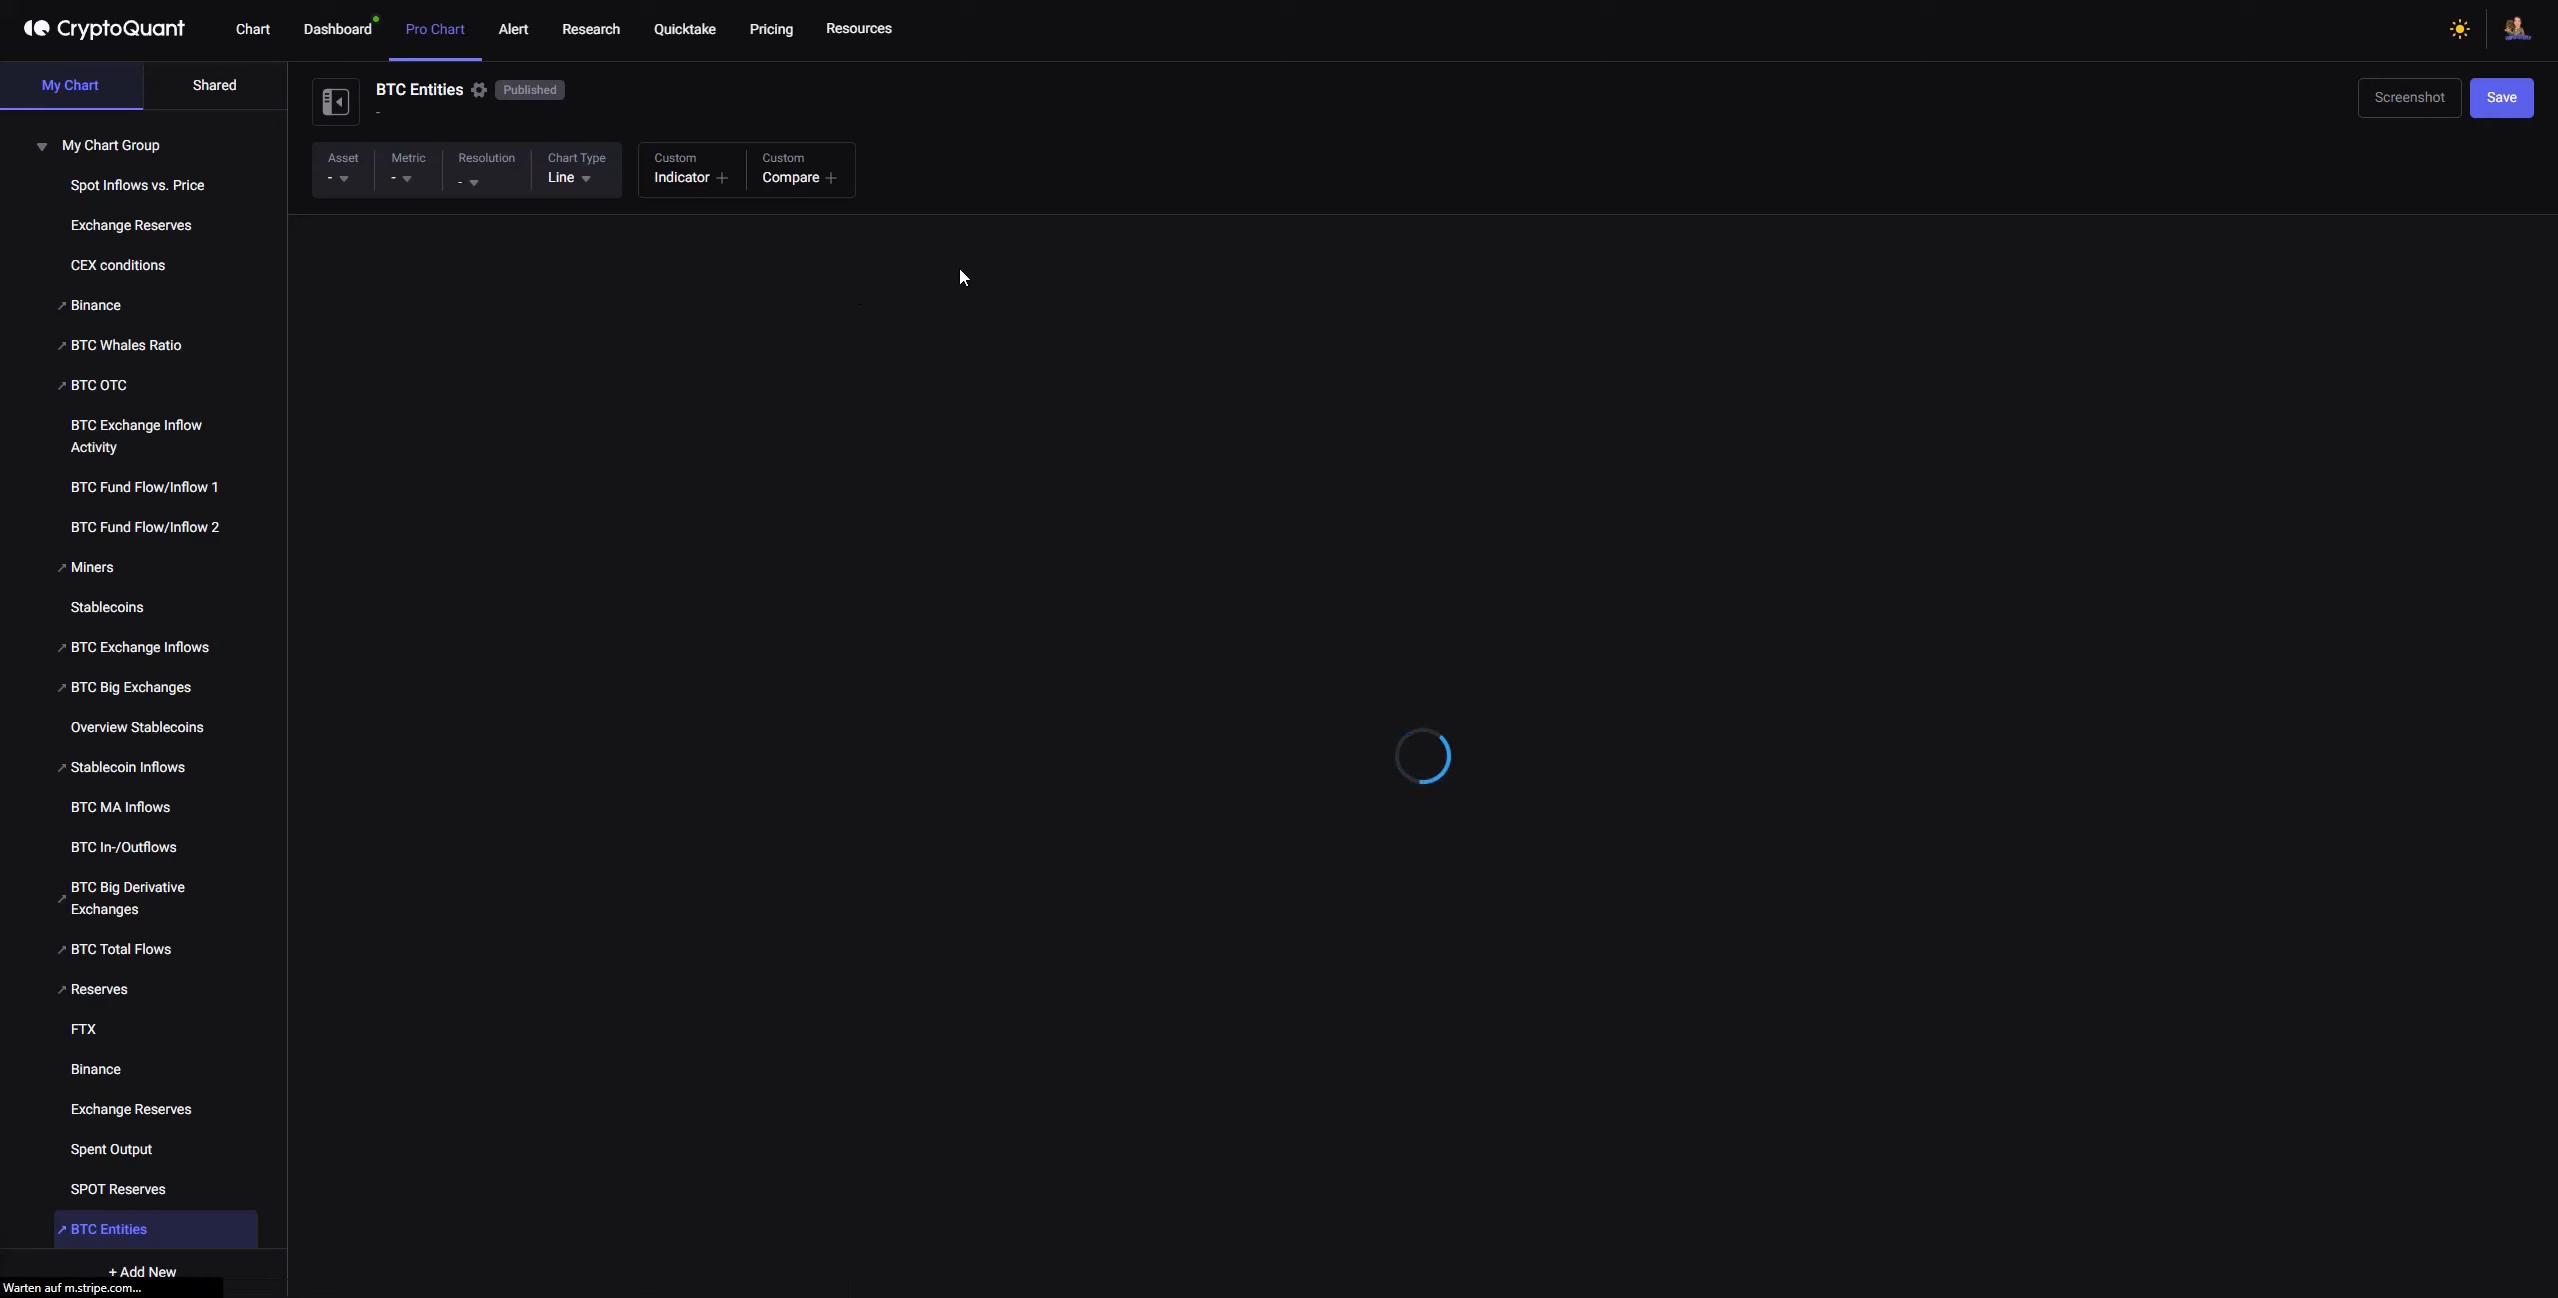 CryptoQuant
Chart
Dashboard
Pro Chart
Alert
Research
Quicktake
Pricing
Resources
My Chart
Shared
BTC Entities
Published
-
Screenshot
Save
Asset
-
Metric
-
Resolution
-
Chart Type
Line
Custom
Indicator +
Custom
Compare +
My Chart Group
Spot Inflows vs. Price
Exchange Reserves
CEX conditions
Binance
BTC Whales Ratio
BTC OTC
BTC Exchange Inflow
Activity
BTC Fund Flow/Inflow 1
BTC Fund Flow/Inflow 2
Miners
Stablecoins
BTC Exchange Inflows
BTC Big Exchanges
Overview Stablecoins
Stablecoin Inflows
BTC MA Inflows
BTC In-/Outflows
BTC Big Derivative
Exchanges
BTC Total Flows
Reserves
FTX
Binance
Exchange Reserves
Spent Output
SPOT Reserves
BTC Entities
+ Add New
Warten auf m.stripe.com...